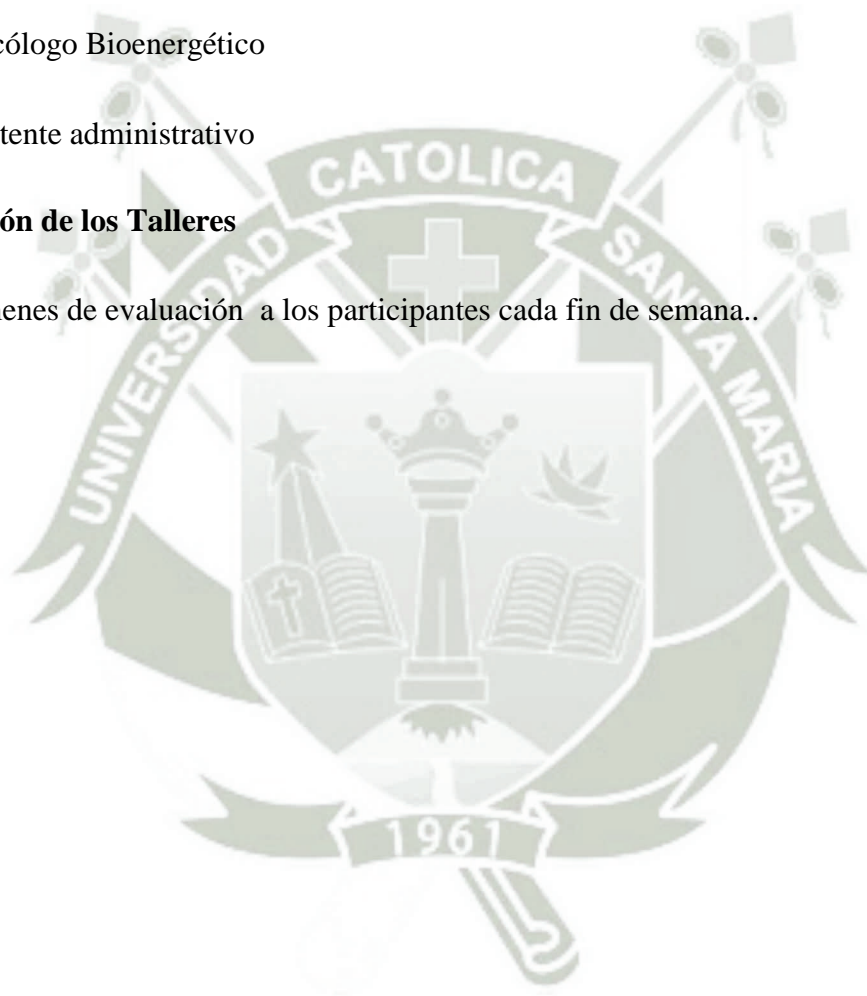 cólogo Bioenergético
tente administrativo
ón de los Talleres
enes de evaluación  a los participantes cada fin de semana..
UNIVERSIDAD CATOLICA SANTA MARIA
1961